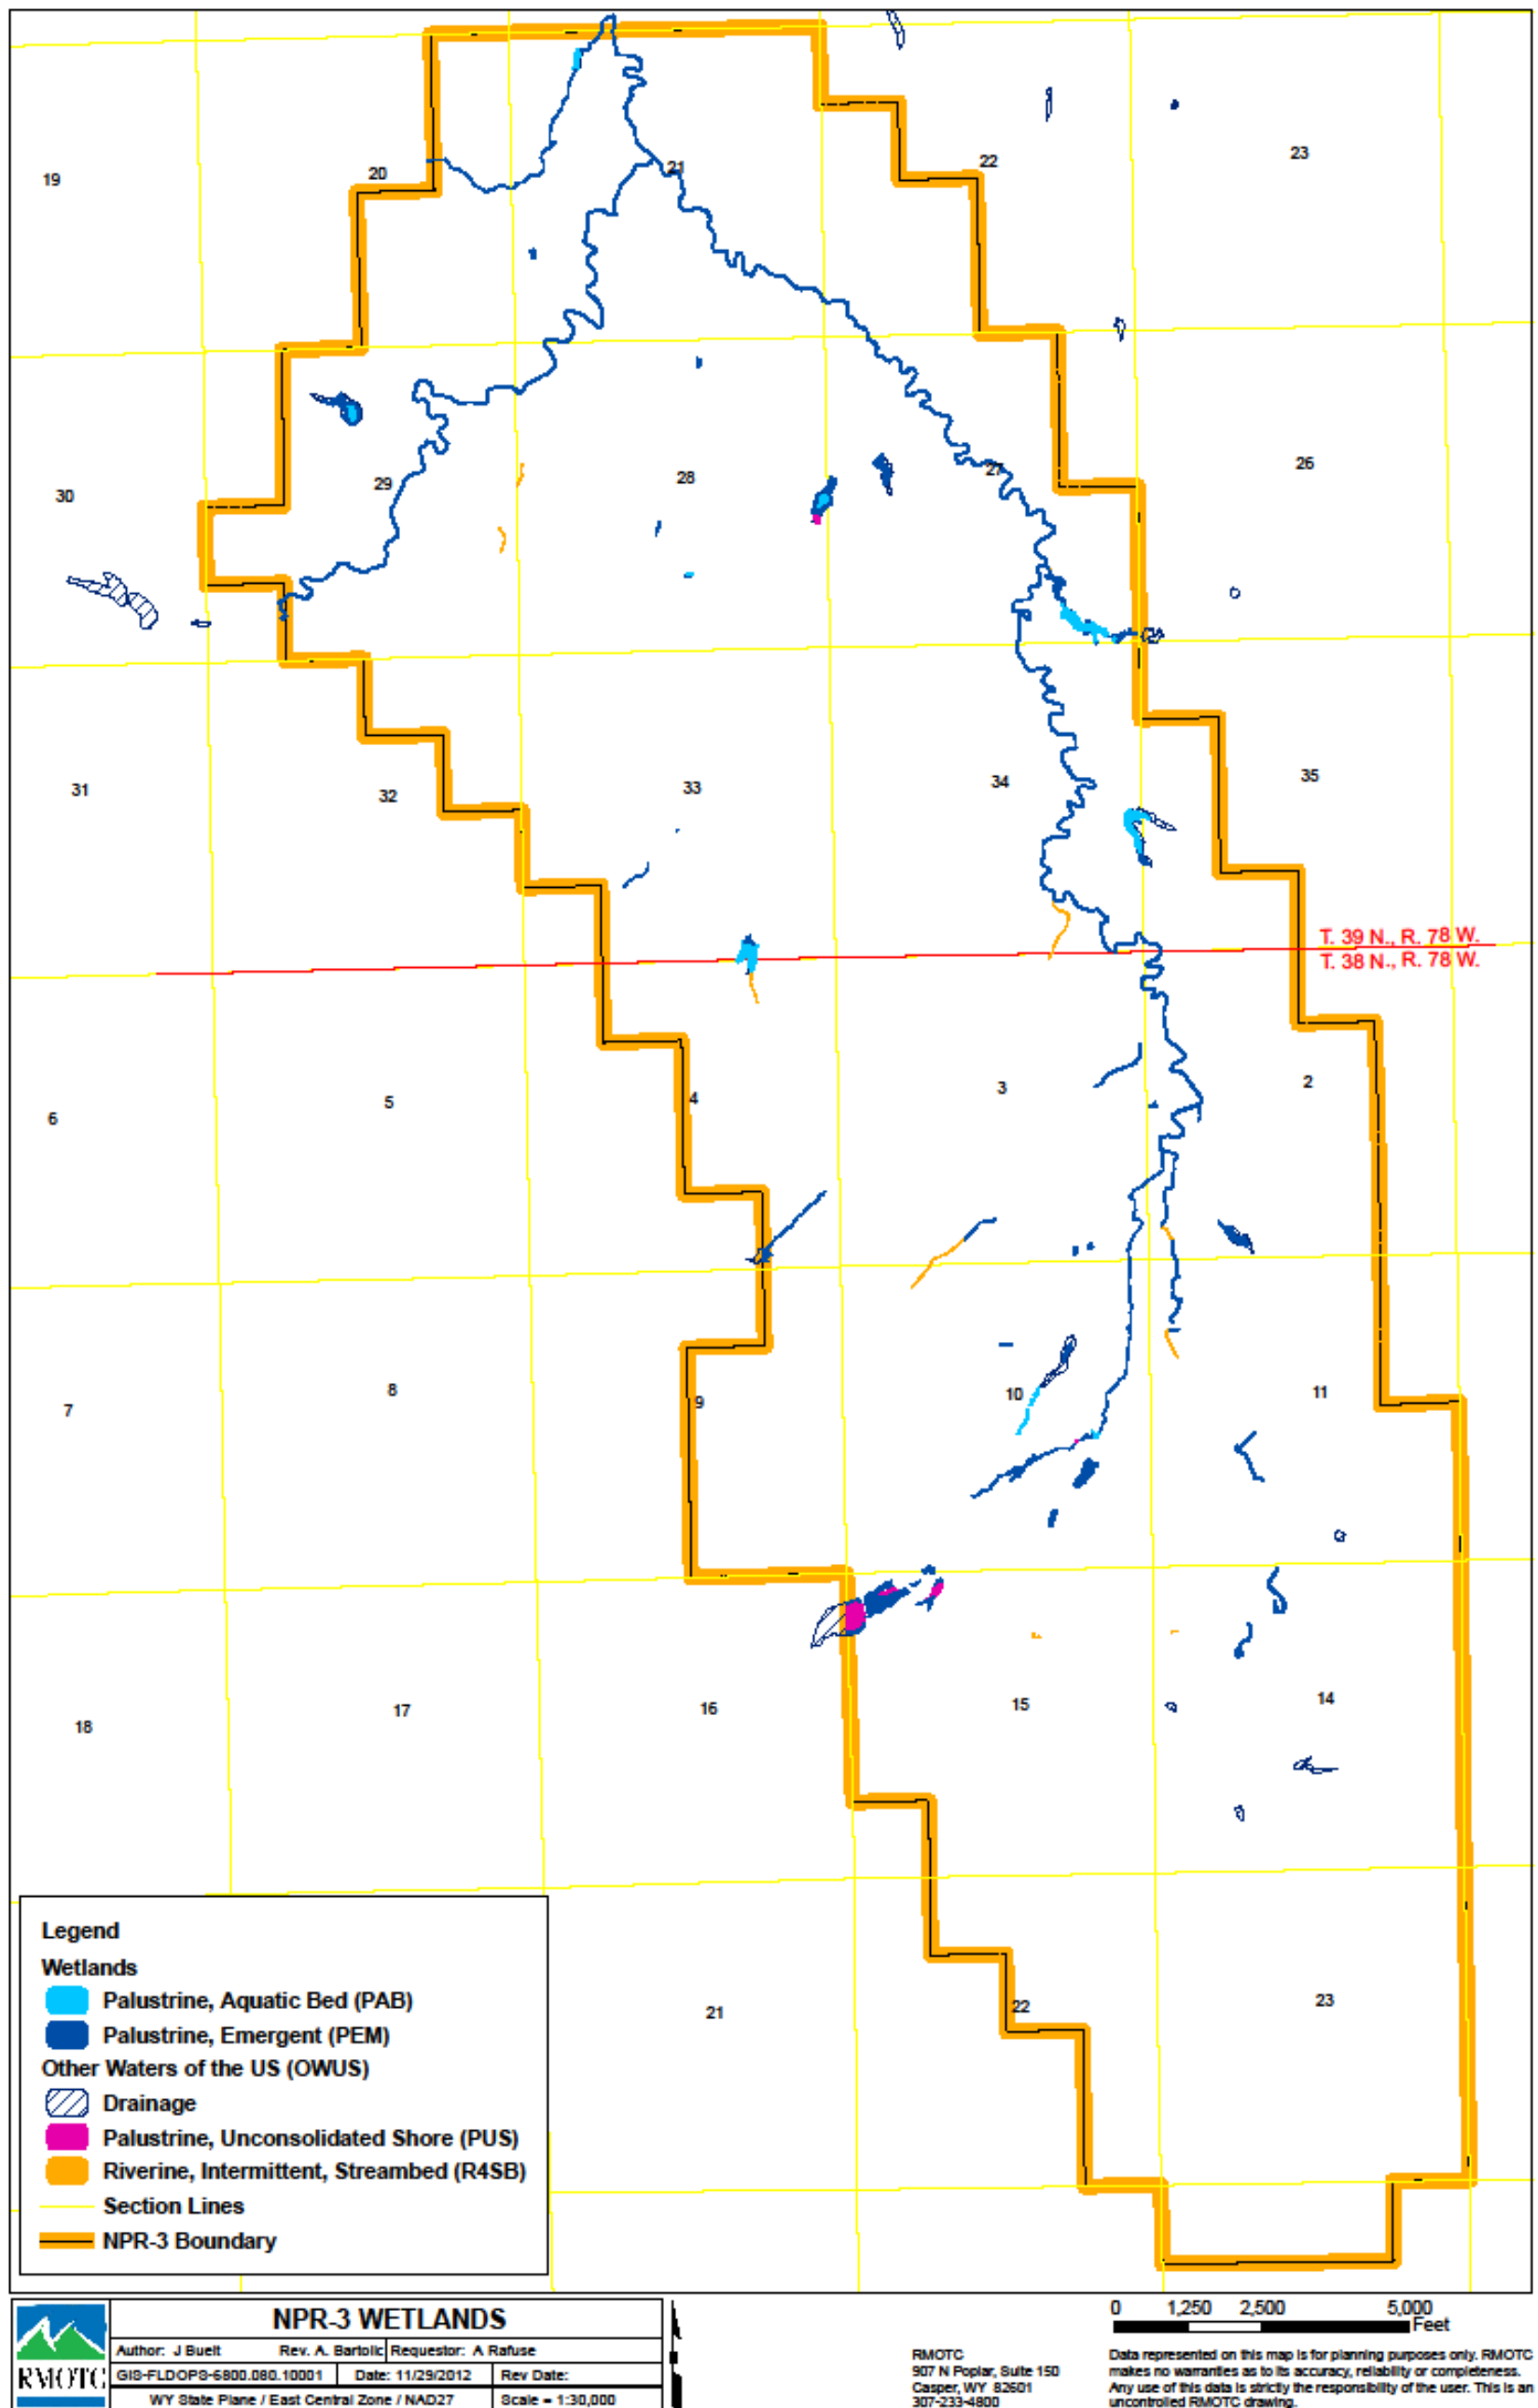 19
20
21
22
23
30
29
28
27
26
31
32
33
34
35
T. 39 N., R. 78 W.
T. 38 N., R. 78 W.
6
5
4
3
2
7
8
9
10
11
18
17
16
15
14
21
22
23
Legend
Wetlands
Palustrine, Aquatic Bed (PAB)
Palustrine, Emergent (PEM)
Other Waters of the US (OWUS)
Drainage
Palustrine, Unconsolidated Shore (PUS)
Riverine, Intermittent, Streambed (R4SB)
Section Lines
NPR-3 Boundary
RMOTC
NPR-3 WETLANDS
Author: J Buelt Rev. A. Bartolic Requestor: A Rafuse
GIS-FLDOPS-6800.080.10001 Date: 11/29/2012 Rev Date:
WY State Plane / East Central Zone / NAD27 Scale = 1:30,000
RMOTC
907 N Poplar, Suite 150
Casper, WY 82601
307-233-4800
0 1,250 2,500 5,000
Feet
Data represented on this map is for planning purposes only. RMOTC
makes no warranties as to its accuracy, reliability or completeness.
Any use of this data is strictly the responsibility of the user. This is an
uncontrolled RMOTC drawing.